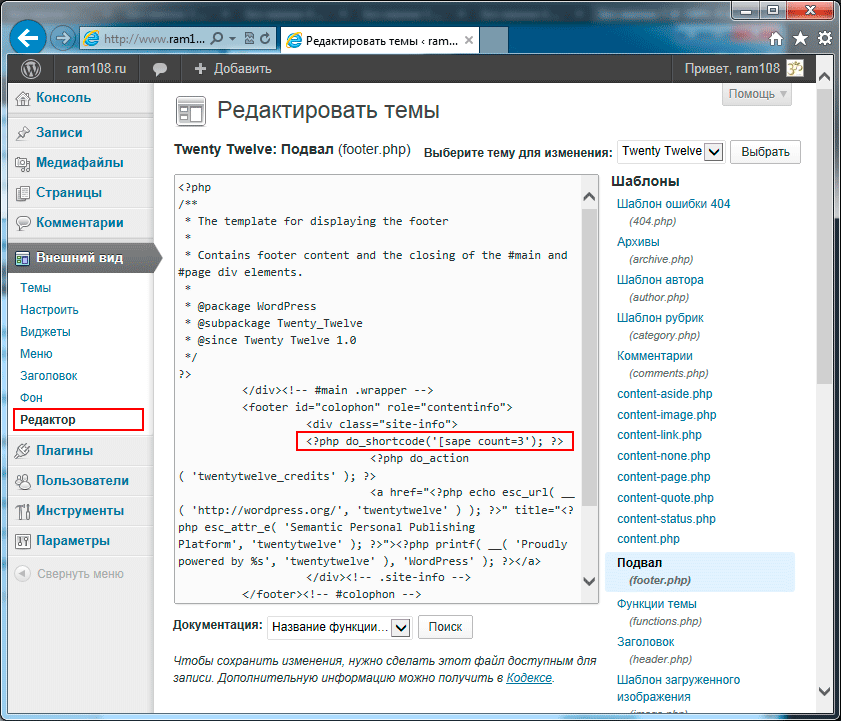 http://www.ram1...
Редактировать темы ‹ ram...
ram108.ru
Добавить
Привет, ram108
Консоль
Записи
Медиафайлы
Страницы
Комментарии
Внешний вид
Темы
Настроить
Виджеты
Меню
Заголовок
Фон
Редактор
Плагины
Пользователи
Инструменты
Параметры
Свернуть меню
Помощь
Редактировать темы
Twenty Twelve: Подвал (footer.php)
Выберите тему для изменения:
Twenty Twelve
Выбрать
<?php
/**
* The template for displaying the footer
*
* Contains footer content and the closing of the #main and
#page div elements.
*
* @package WordPress
* @subpackage Twenty_Twelve
* @since Twenty Twelve 1.0
*/
?>
</div><!-- #main .wrapper -->
<footer id="colophon" role="contentinfo">
<div class="site-info">
<?php do_shortcode('[sape count=3'); ?>
<?php do_action
( 'twentytwelve_credits' ); ?>
<a href="<?php echo esc_url( __
( 'http://wordpress.org/', 'twentytwelve' ) ); ?>" title="<?
php esc_attr_e( 'Semantic Personal Publishing
Platform', 'twentytwelve' ); ?>"><?php printf( __( 'Proudly
powered by %s', 'twentytwelve' ), 'WordPress' ); ?></a>
</div><!-- .site-info -->
</footer><!-- #colophon -->
Документация:
Название функции...
Поиск
Чтобы сохранить изменения, нужно сделать этот файл доступным для
записи. Дополнительную информацию можно получить в Кодексе.
Шаблоны
Шаблон ошибки 404
(404.php)
Архивы
(archive.php)
Шаблон автора
(author.php)
Шаблон рубрик
(category.php)
Комментарии
(comments.php)
content-aside.php
content-image.php
content-link.php
content-none.php
content-page.php
content-quote.php
content-status.php
content.php
Подвал
(footer.php)
Функции темы
(functions.php)
Заголовок
(header.php)
Шаблон загруженного
изображения
(image.php)